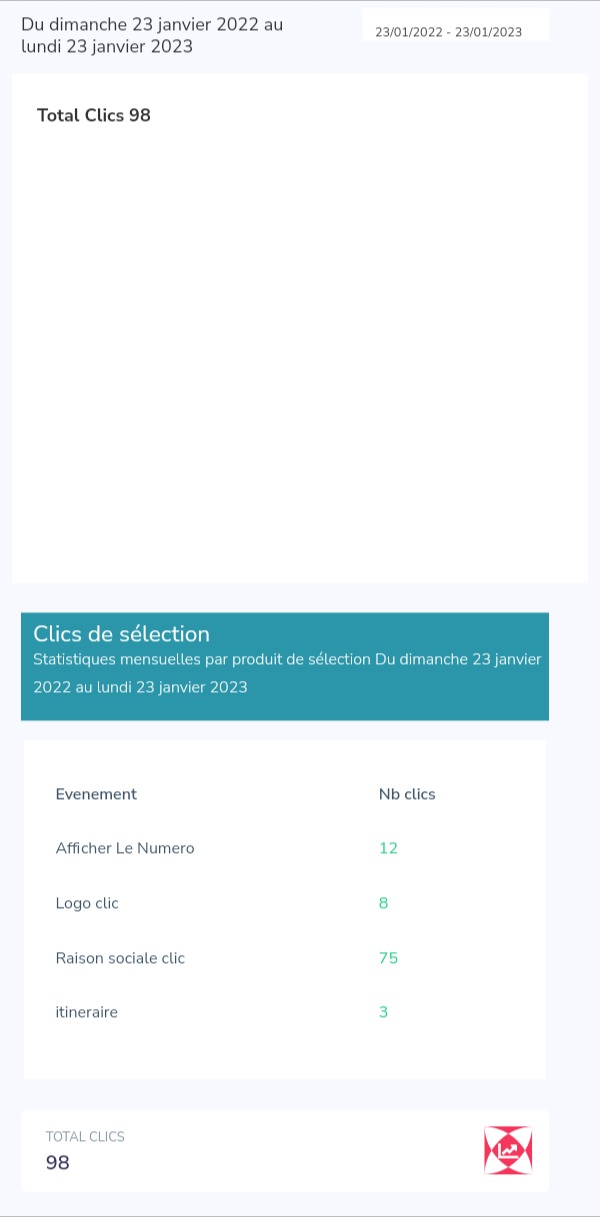 Du dimanche 23 janvier 2022 au
lundi 23 janvier 2023
23/01/2022 - 23/01/2023
Total Clics 98
Clics de sélection
Statistiques mensuelles par produit de sélection Du dimanche 23 janvier
2022 au lundi 23 janvier 2023
Evenement Nb clics
Afficher Le Numero 12
Logo clic 8
Raison sociale clic 75
itineraire 3
TOTAL CLICS
98